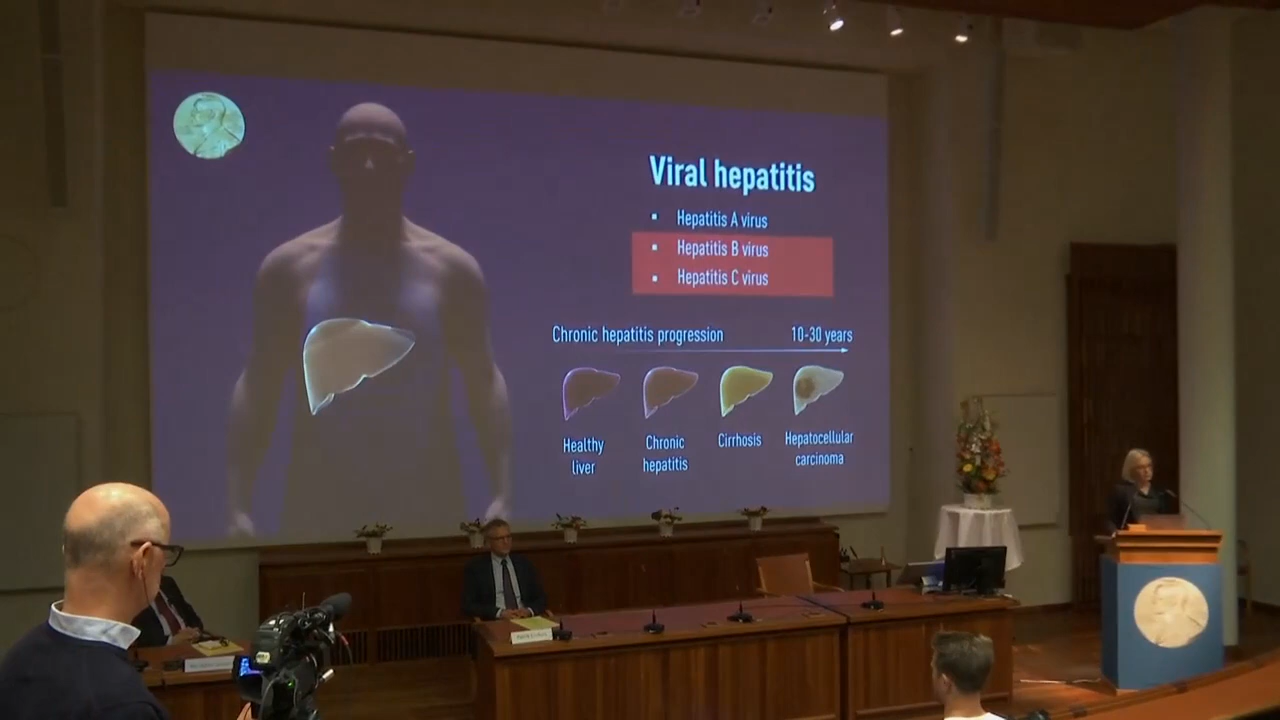 Viral hepatitis
▪ Hepatitis A virus
▪ Hepatitis B virus
▪ Hepatitis C virus
Chronic hepatitis progression 10-30 years
Healthy
liver
Chronic
hepatitis
Cirrhosis
Hepatocellular
carcinoma